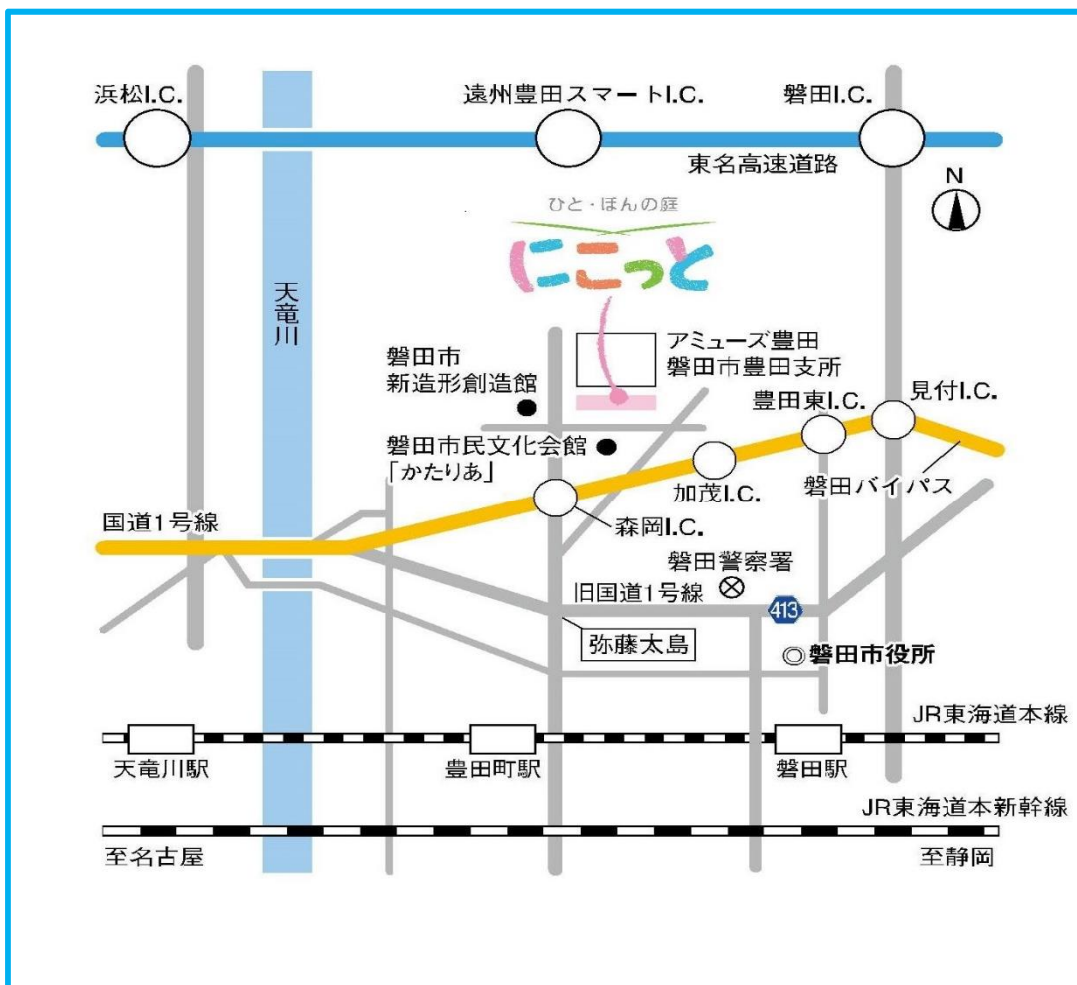 浜松I.C.
遠州豊田スマートI.C.
磐田I.C.
東名高速道路
N
ひと・ほんの庭
にこっと
天竜川
アミューズ豊田
磐田市豊田支所
磐田市
新造形創造館
見付I.C.
豊田東I.C.
磐田市民文化会館
「かたりあ」
加茂I.C.
磐田バイパス
国道1号線
森岡I.C.
磐田警察署
旧国道1号線
413
弥藤太島
磐田市役所
JR東海道本線
天竜川駅
豊田町駅
磐田駅
JR東海道本新幹線
至名古屋
至静岡